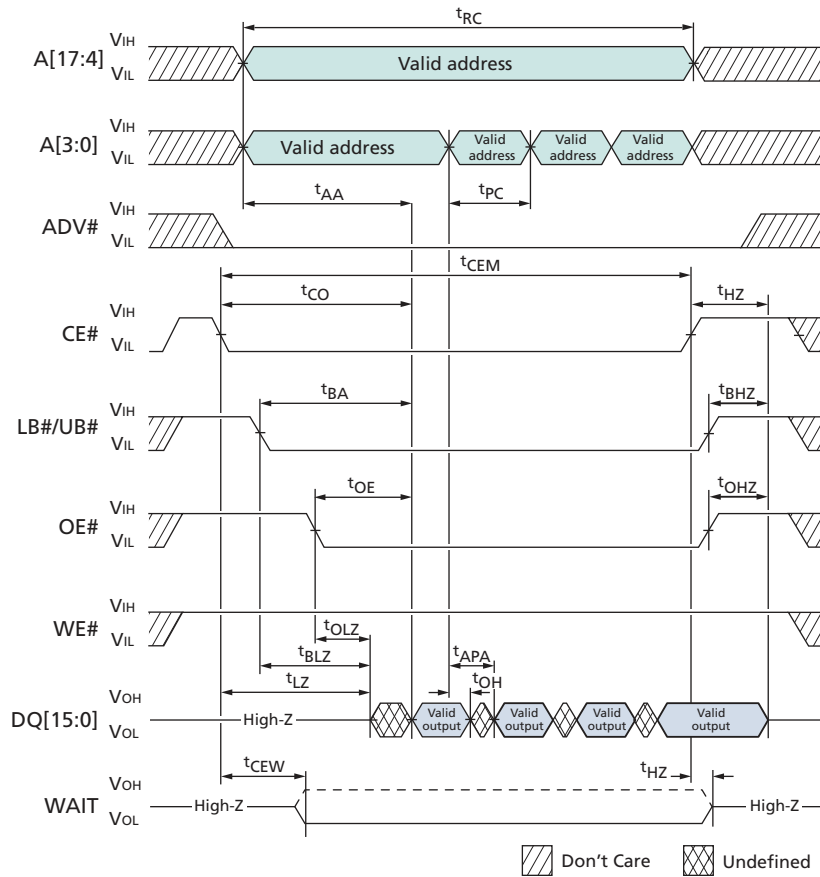 tRC
VIH
A[17:4]
VIL
Valid address
VIH
A[3:0]
VIL
Valid address
Valid address
Valid address
Valid address
tAA
tPC
VIH
ADV#
VIL
tCEM
tCO
tHZ
VIH
CE#
VIL
tBA
tBHZ
VIH
LB#/UB#
VIL
tOE
tOHZ
VIH
OE#
VIL
VIH
WE#
VIL
tOLZ
tBLZ
tAPA
tLZ
tOH
VOH
DQ[15:0]
VOL
High-Z
Valid output
Valid output
Valid output
Valid output
tCEW
tHZ
VOH
WAIT
VOL
High-Z
High-Z
Don't Care
Undefined